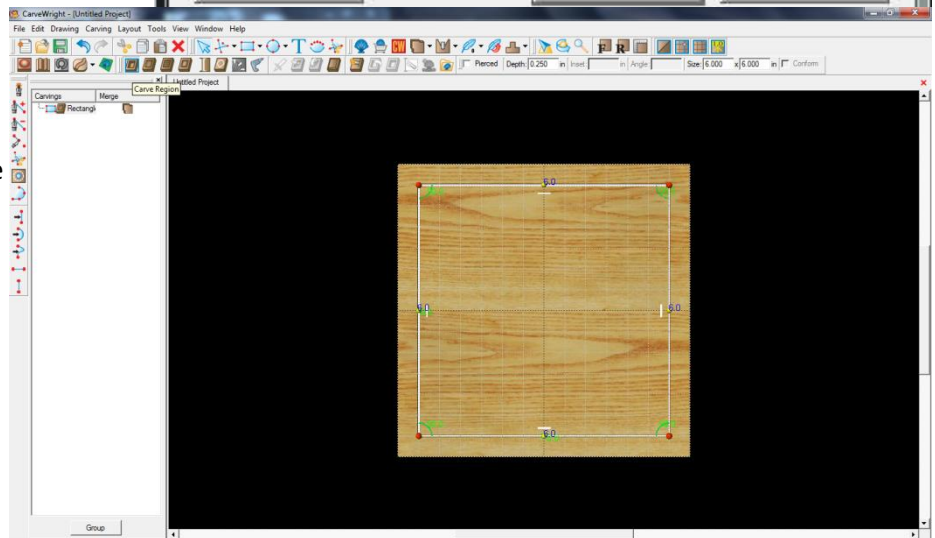 CarveWright - [Untitled Project]
File Edit Drawing Carving Layout Tools View Window Help
CW
F R
Pierced Depth: 0.250 in Inset: in Angle Size: 6.000 x 6.000 in Conform
Untitled Project
Carve Region
Carvings Merge
Rectangl
6.0
6.0 6.0
6.0
Group